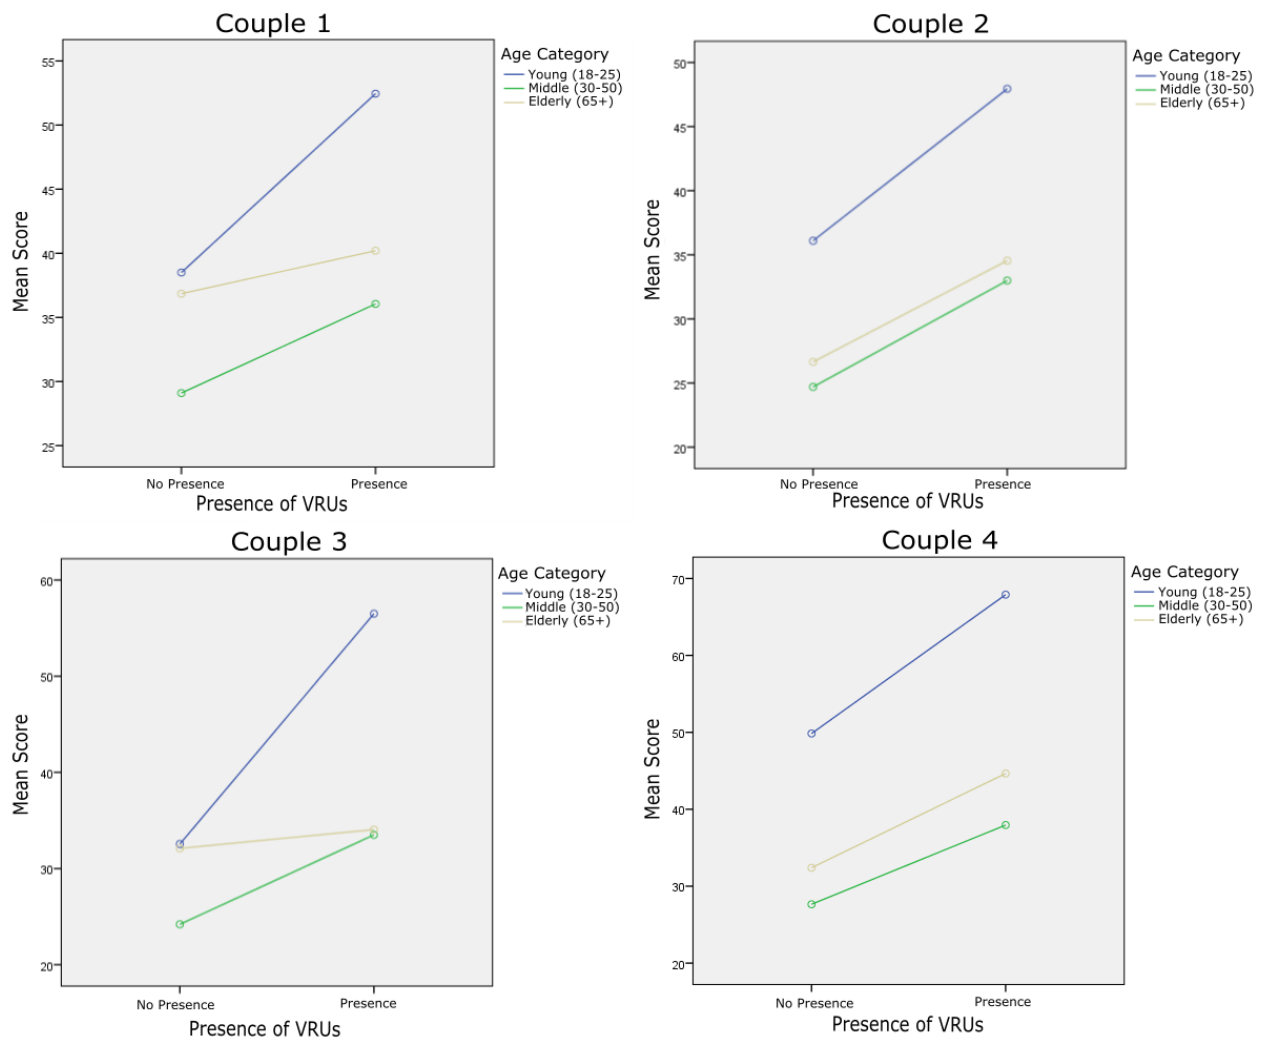 Couple 1
Age Category
Young (18-25)
Middle (30-50)
Elderly (65+)
55
50
45
40
35
30
25
Mean Score
No Presence
Presence
Presence of VRUs
Couple 2
Age Category
Young (18-25)
Middle (30-50)
Elderly (65+)
50
45
40
35
30
25
20
Mean Score
No Presence
Presence
Presence of VRUs
Couple 3
Age Category
Young (18-25)
Middle (30-50)
Elderly (65+)
60
50
40
30
20
Mean Score
No Presence
Presence
Presence of VRUs
Couple 4
Age Category
Young (18-25)
Middle (30-50)
Elderly (65+)
70
60
50
40
30
20
Mean Score
No Presence
Presence
Presence of VRUs